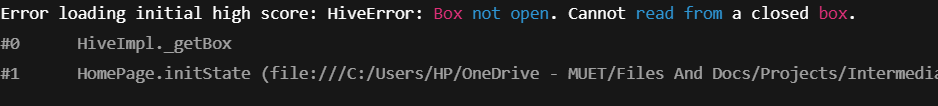 Error loading initial high score: HiveError: Box not open. Cannot read from a closed box.
#0 HiveImpl._getBox
#1 HomePage.initState (file:///C:/Users/HP/OneDrive - MUET/Files And Docs/Projects/Intermedia